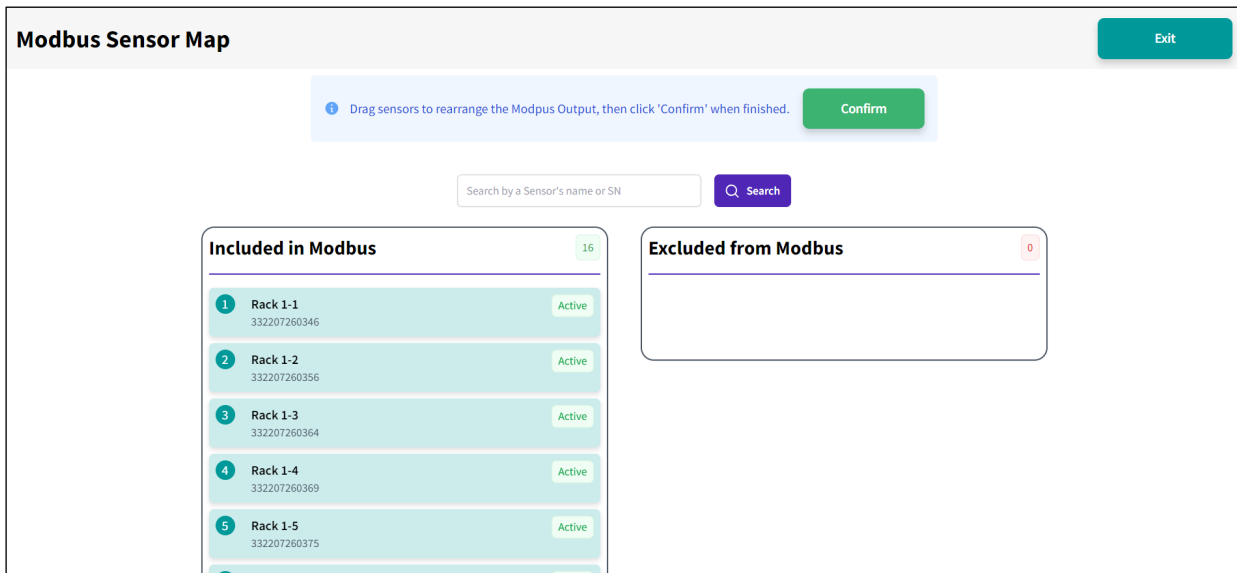 Modbus Sensor Map
Exit
Drag sensors to rearrange the Modpus Output, then click 'Confirm' when finished.
Confirm
Search by a Sensor's name or SN
Search
Included in Modbus
16
1
Rack 1-1
332207260346
Active
2
Rack 1-2
332207260356
Active
3
Rack 1-3
332207260364
Active
4
Rack 1-4
332207260369
Active
5
Rack 1-5
332207260375
Active
Excluded from Modbus
0